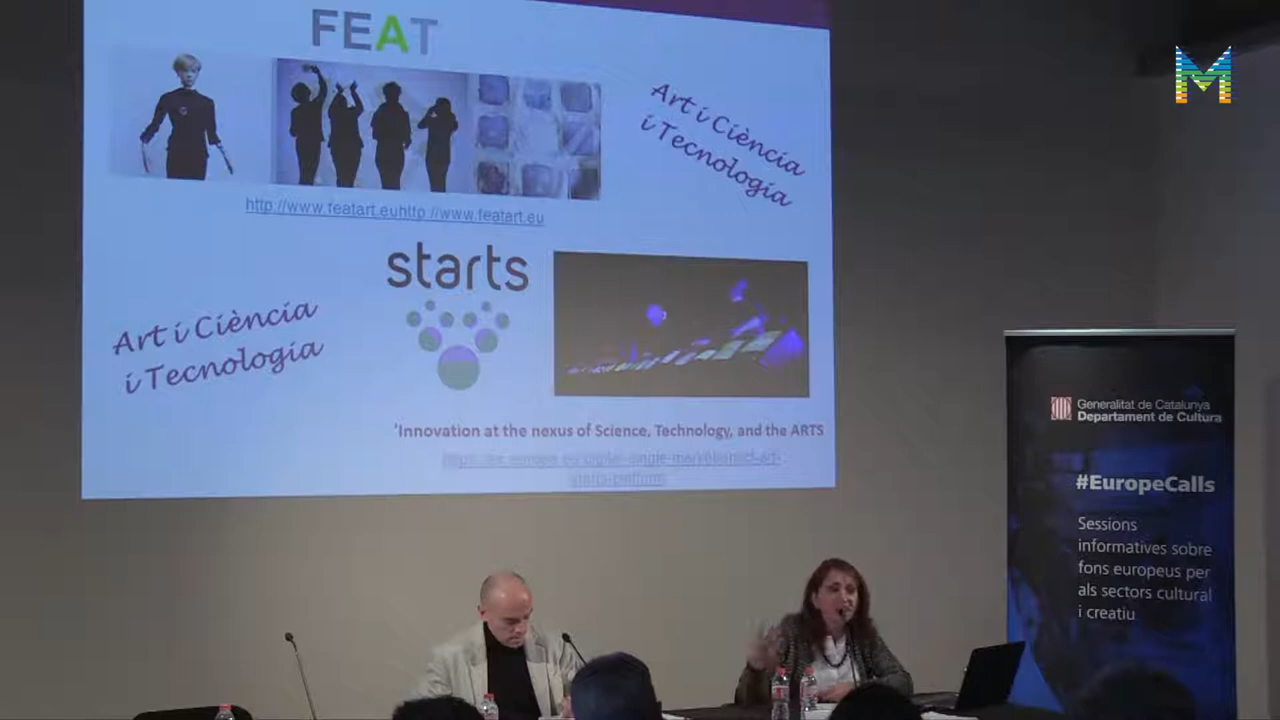 FEAT
Art i Ciència
i Tecnologia
http://www.featart.euhttp://www.featart.eu
starts
Art i Ciència
i Tecnologia
'Innovation at the nexus of Science, Technology, and the ARTS
M
Generalitat de Catalunya
Departament de Cultura
#EuropeCalls
Sessions
informatives sobre
fons europeus per
als sectors cultural
i creatiu